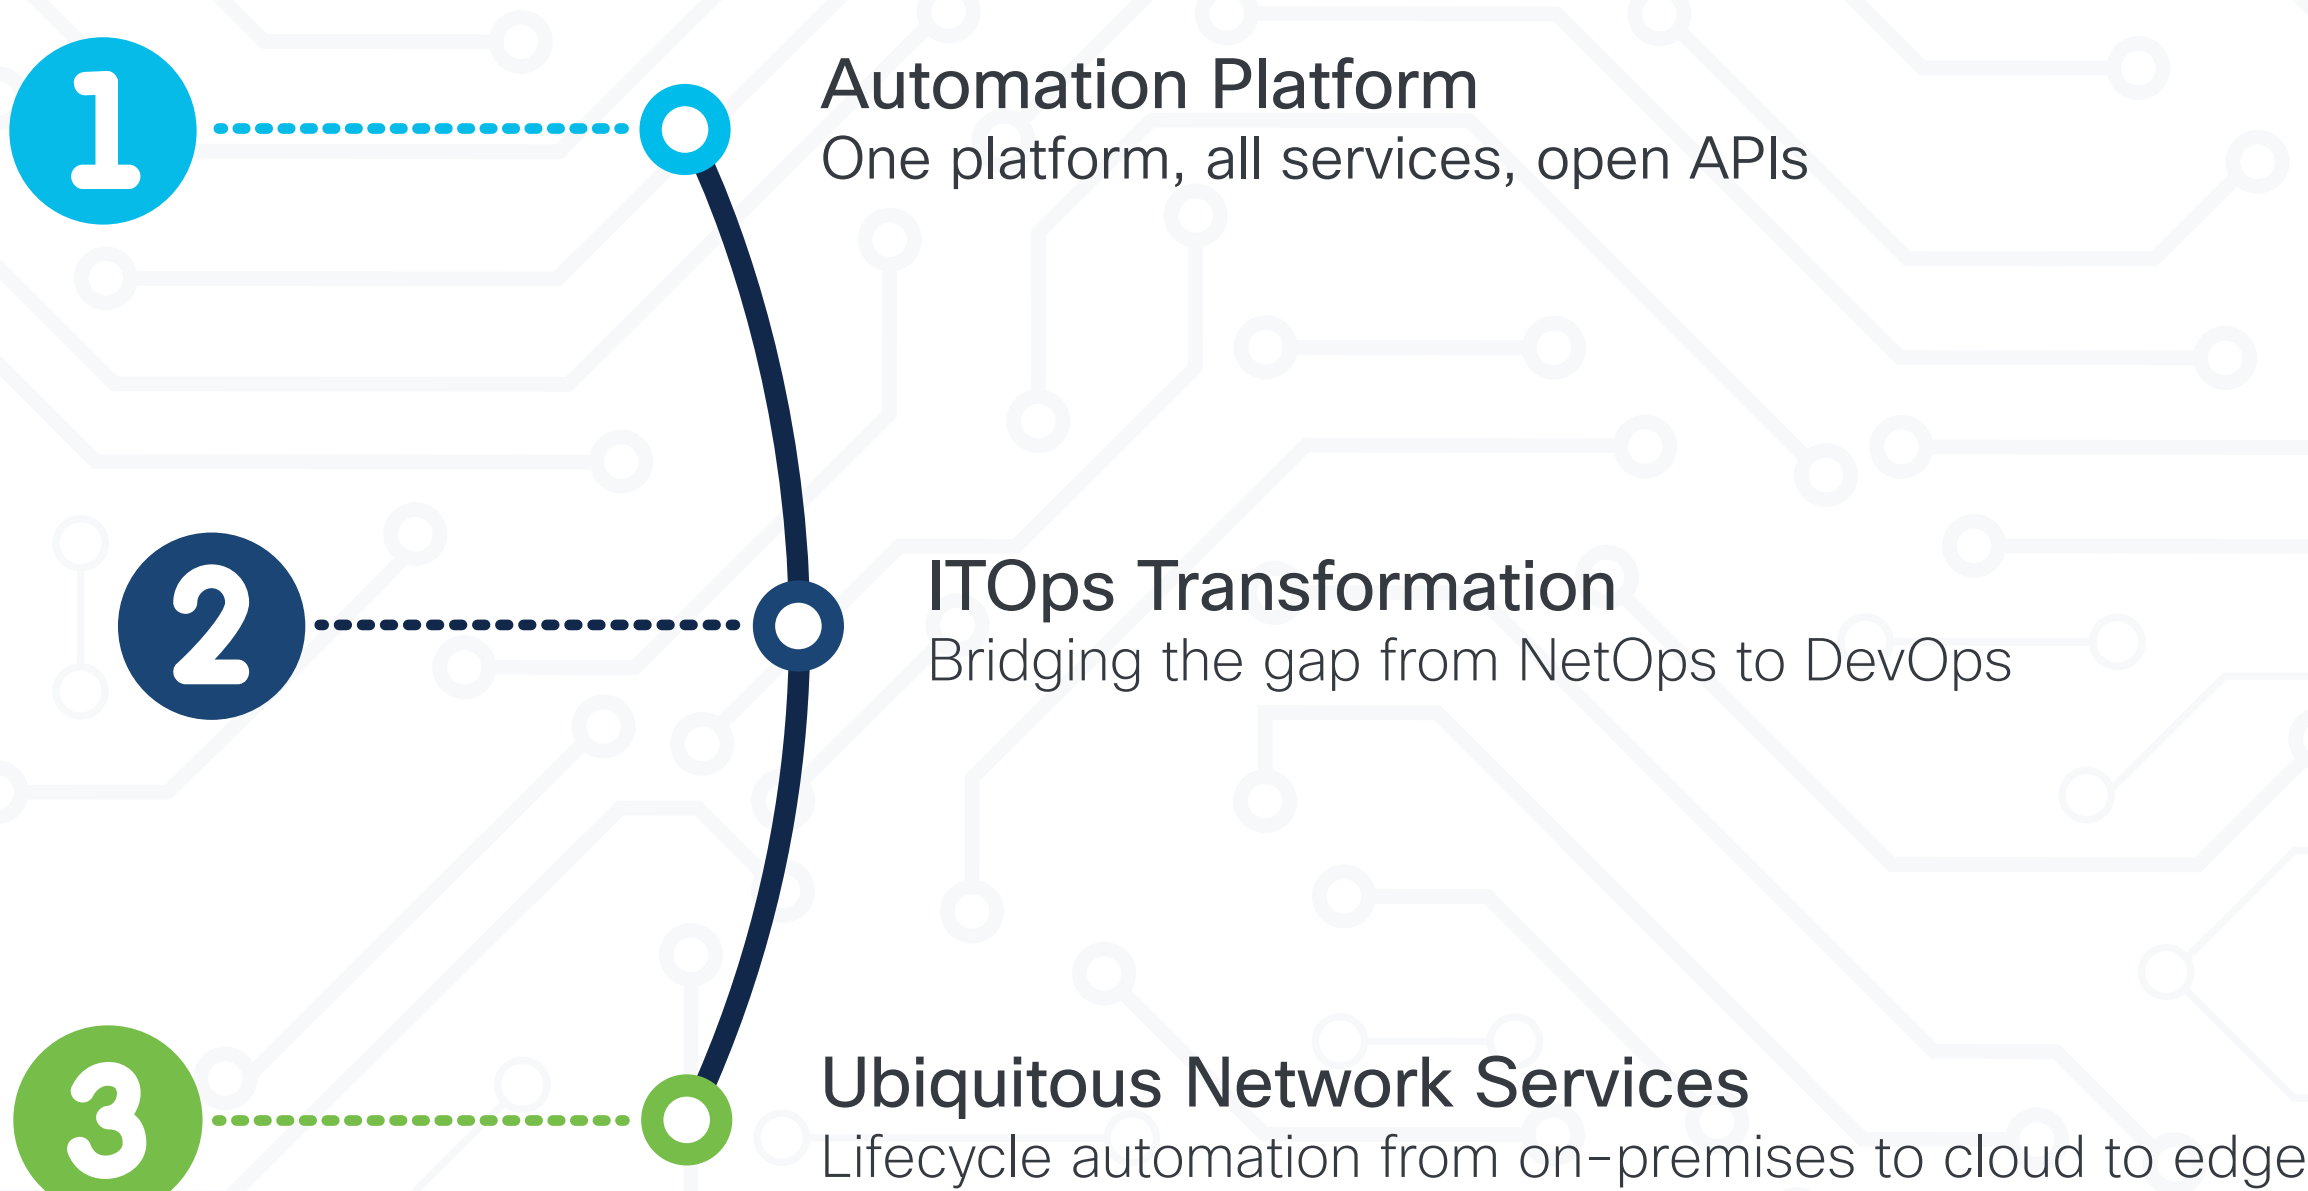 1
Automation Platform
One platform, all services, open APIs
2
ITOps Transformation
Bridging the gap from NetOps to DevOps
3
Ubiquitous Network Services
Lifecycle automation from on-premises to cloud to edge